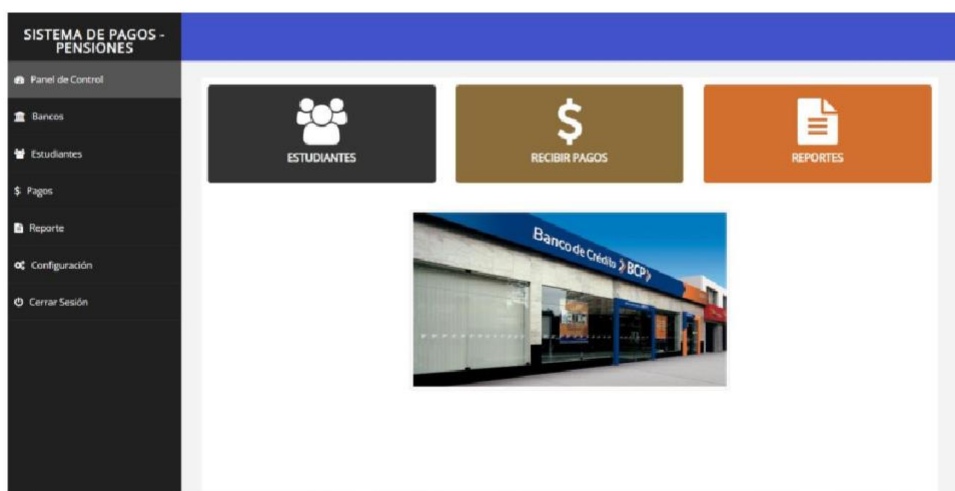 SISTEMA DE PAGOS -
PENSIONES
Panel de Control
Bancos
Estudiantes
Pagos
Reporte
Configuración
Cerrar Sesión
ESTUDIANTES
RECIBIR PAGOS
REPORTES
Banco de Crédito BCP